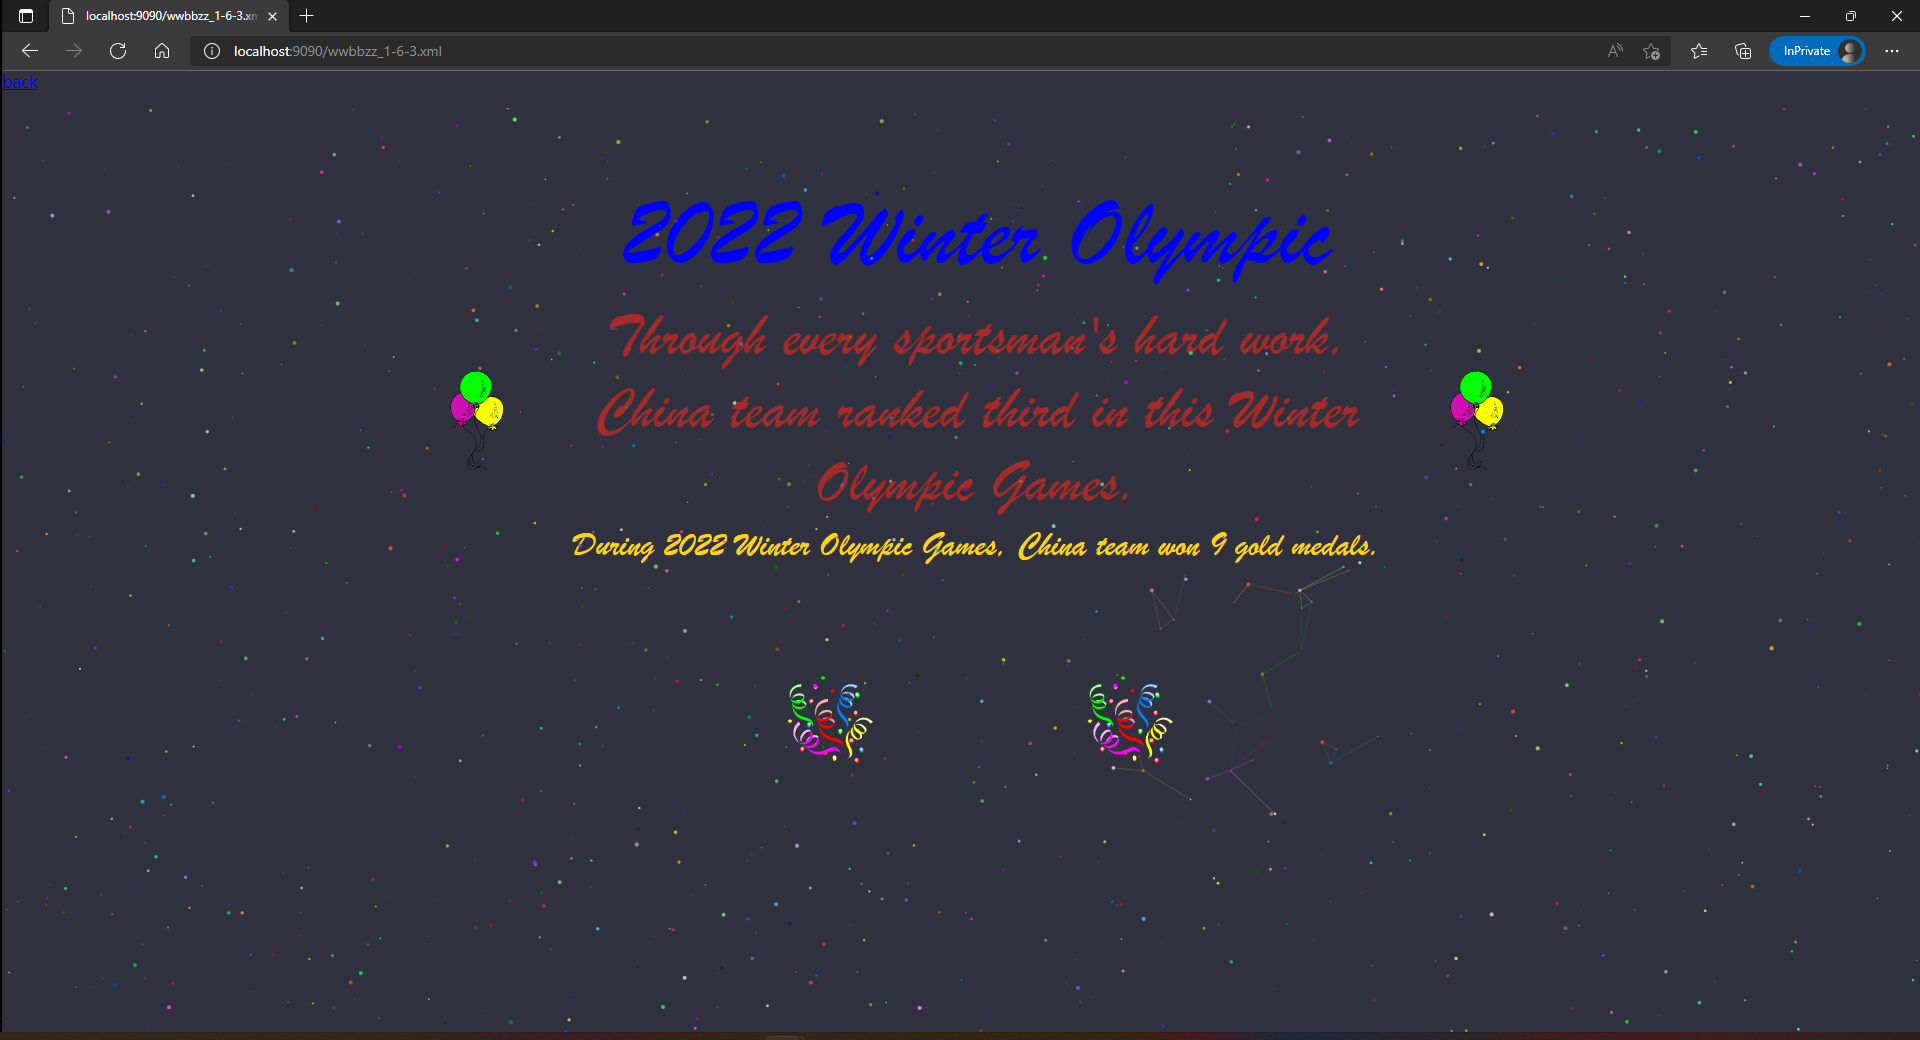 localhost:9090/wwbbzz_1-6-3.xm
localhost:9090/wwbbzz_1-6-3.xml
InPrivate
back
2022 Winter Olympic
Through every sportsman's hard work,
China team ranked third in this Winter
Olympic Games.
During 2022 Winter Olympic Games, China team won 9 gold medals.